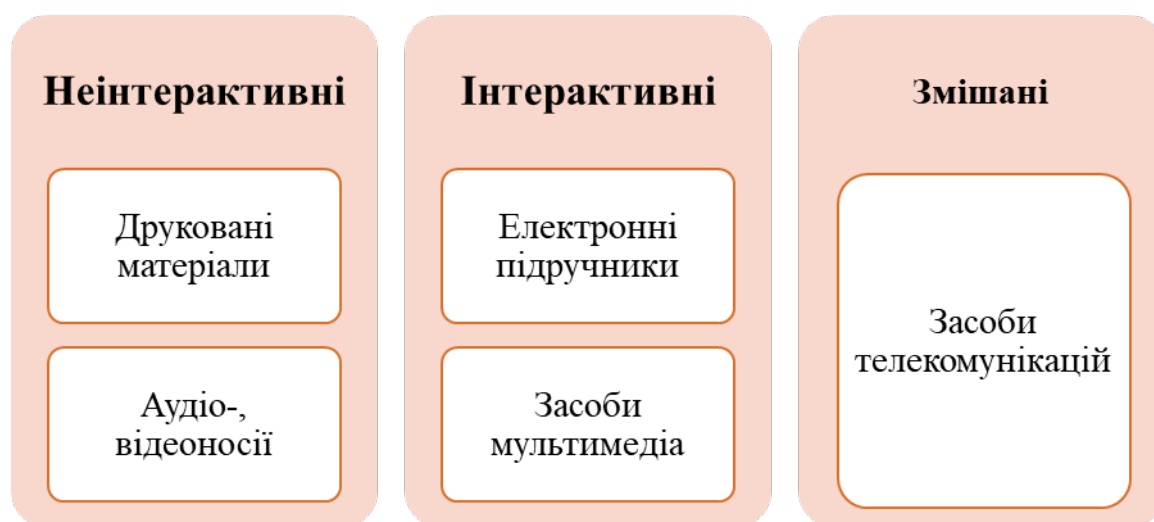 Неінтерактивні
Друковані
матеріали
Аудіо-,
відеоносії
Інтерактивні
Електронні
підручники
Засоби
мультимедіа
Змішані
Засоби
телекомунікацій